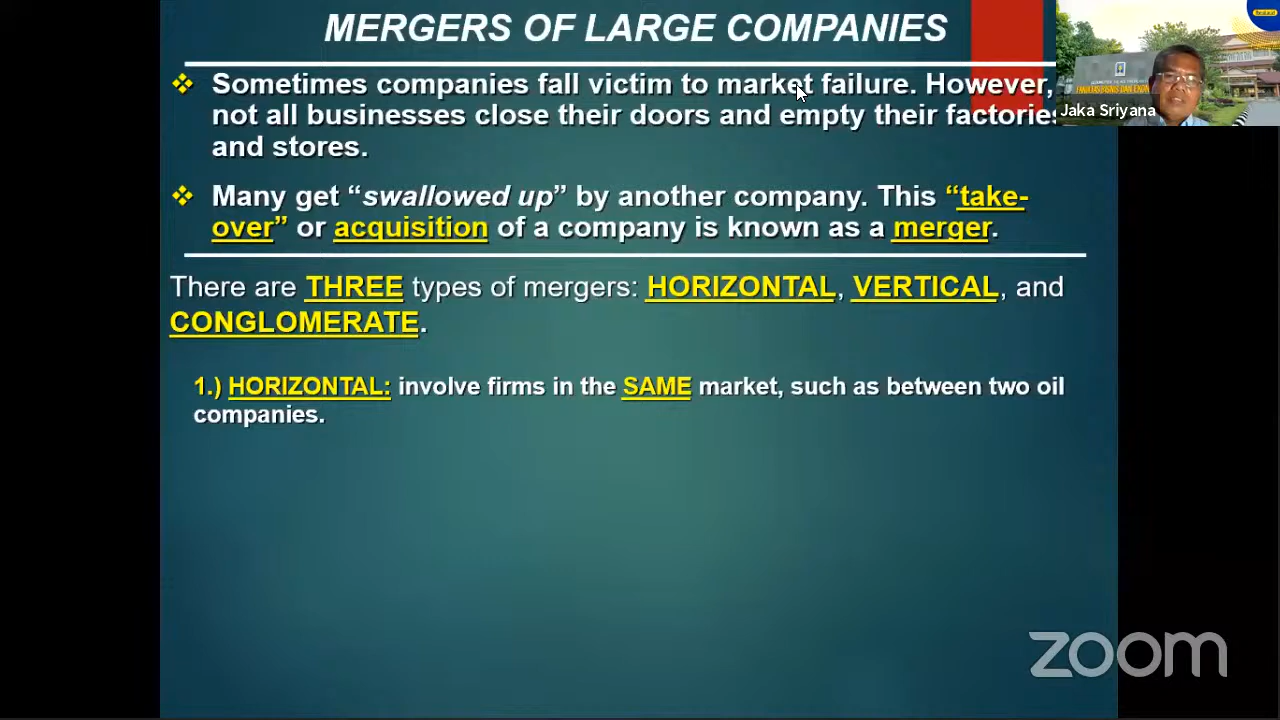 MERGERS OF LARGE COMPANIES
❖ Sometimes companies fall victim to market failure. However,
not all businesses close their doors and empty their factories
and stores.
❖ Many get “swallowed up” by another company. This “take-
over” or acquisition of a company is known as a merger.
There are THREE types of mergers: HORIZONTAL, VERTICAL, and
CONGLOMERATE.
1.) HORIZONTAL: involve firms in the SAME market, such as between two oil
companies.
Jaka Sriyana
zoom